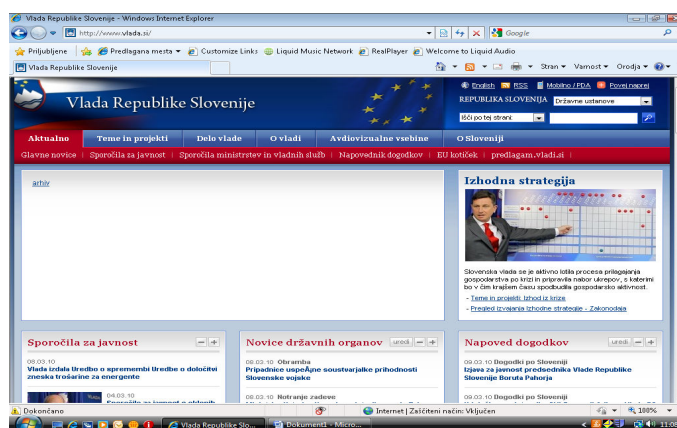 Vlada Republike Slovenije - Windows Internet Explorer
http://www.vlada.si/
Google
Priljubljene
Predlagana mesta
Customize Links
Liquid Music Network
RealPlayer
Welcome to Liquid Audio
Vlada Republike Slovenije
Stran
Varnost
Orodja
English
RSS
Mobilno / PDA
Povej naprej
Vlada Republike Slovenije
REPUBLIKA SLOVENIJA
Državne ustanove
Išči po tej strani:
Aktualno
Teme in projekti
Delo vlade
O vladi
Avdiovizualne vsebine
O Sloveniji
Glavne novice
Sporočila za javnost
Sporočila ministrstev in vladnih služb
Napovednik dogodkov
EU kotiček
predlagam.vladi.si
arhiv
Izhodna strategija
Slovenska vlada se je aktivno lotila procesa prilagajanja
gospodarstva po krizi in pripravila nabor ukrepov, s katerimi
bo v čim krajšem času spodbudila gospodarsko aktivnost.
- Teme in projekti: Izhod iz krize
- Pregled izvajanja Izhodne strategije - Zakonodaja
Sporočila za javnost
08.03.10
Vlada izdala Uredbo o spremembi Uredbe o določitvi
zneska trošarine za energente
04.03.10
Novice državnih organov
uredi
08.03.10 Obramba
Pripadnice uspeÅ¡no soustvarjalke prihodnosti
Slovenske vojske
08.03.10 Notranje zadeve
Napoved dogodkov
uredi
09.03.10 Dogodki po Sloveniji
Izjava za javnost predsednika Vlade Republike
Slovenije Boruta Pahorja
09.03.10 Dogodki po Sloveniji
Dokončano
Internet | Zaščiteni način: Vključen
100%
Vlada Republike Slo...
Dokument1 - Micro...
11:08